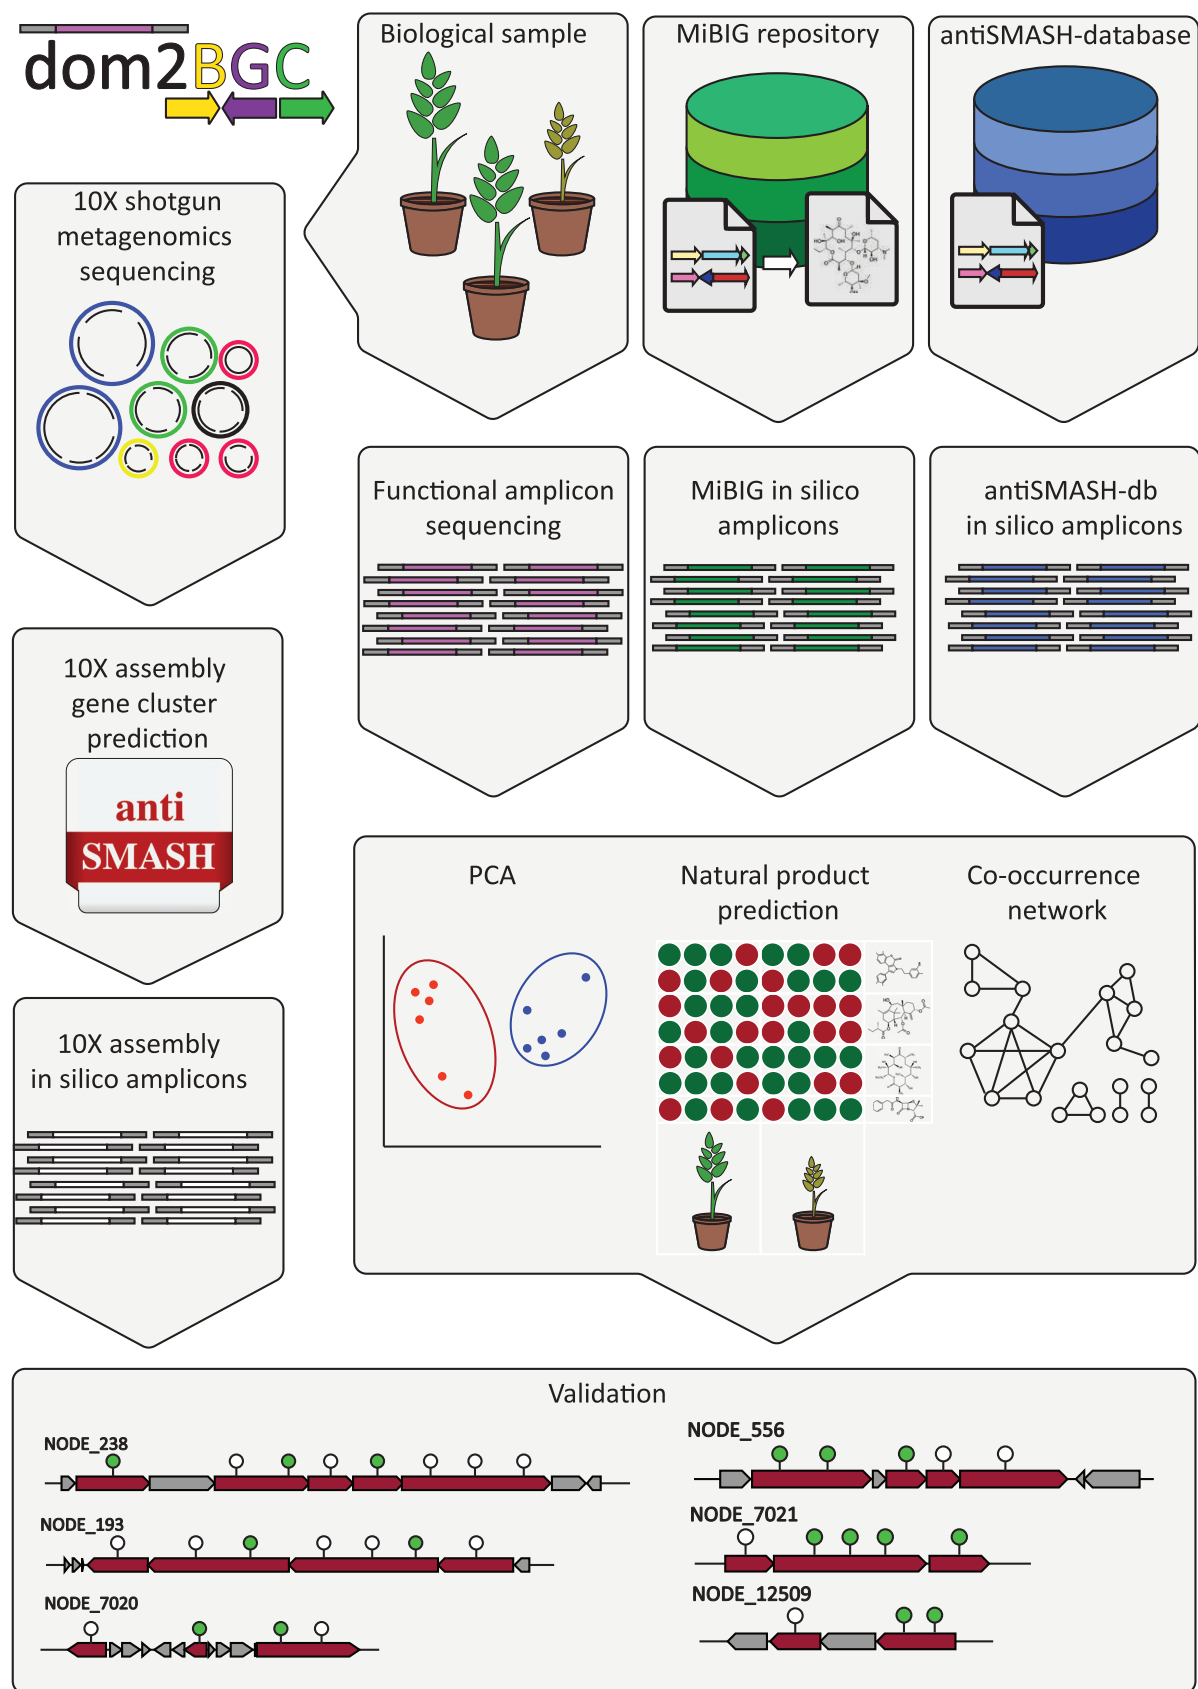 dom2BGC
Biological sample
MiBIG repository
antiSMASH-database
10X shotgun
metagenomics
sequencing
Functional amplicon
sequencing
MiBIG in silico
amplicons
antiSMASH-db
in silico amplicons
10X assembly
gene cluster
prediction
anti
SMASH
PCA
Natural product
prediction
Co-occurrence
network
10X assembly
in silico amplicons
Validation
NODE_238
NODE_556
NODE_193
NODE_7021
NODE_7020
NODE_12509